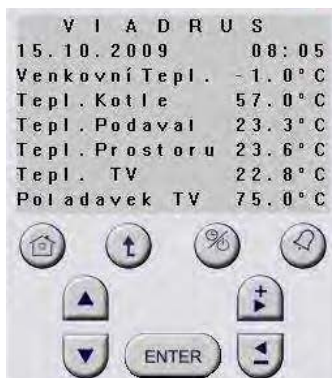 VIADRUS
15.10.2009 08:05
Venkovní Tepl. -1.0°C
Tepl.Kotle 57.0°C
Tepl.Podaval 23.3°C
Tepl.Prostoru 23.6°C
Tepl. TV 22.8°C
Poladavek TV 75.0°C
ENTER